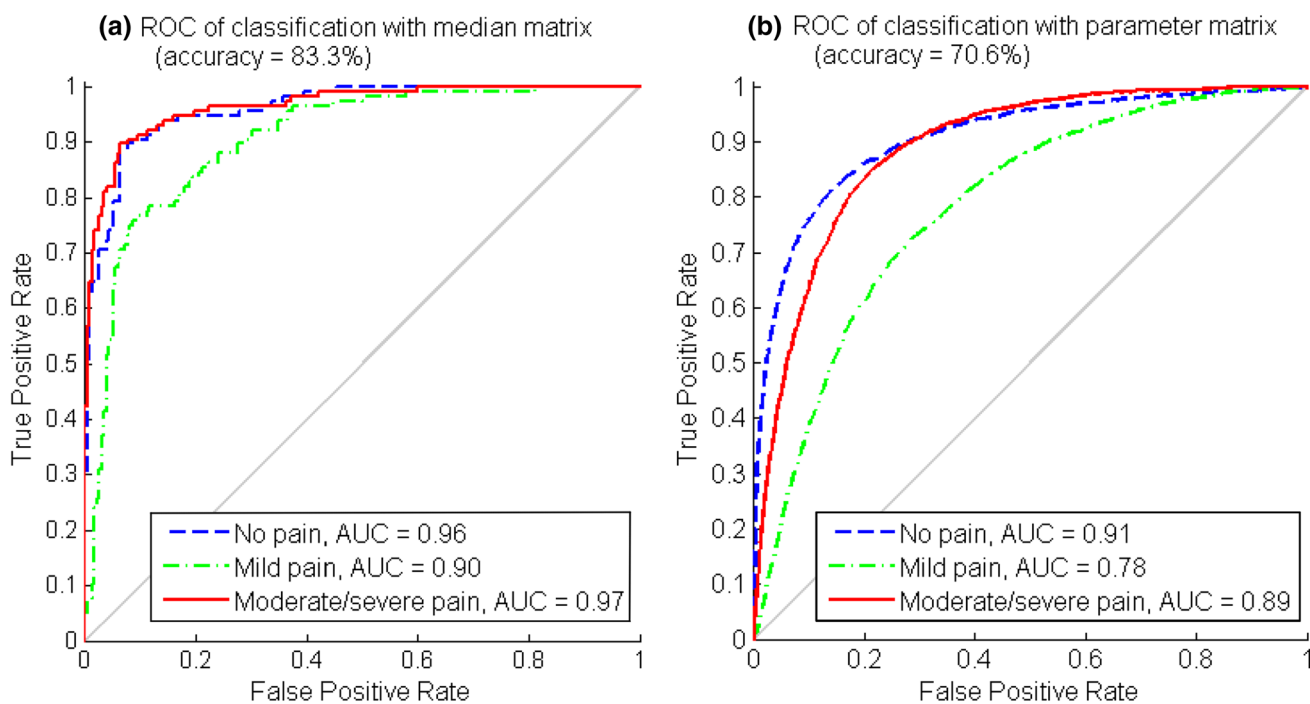 (a) ROC of classification with median matrix
(accuracy = 83.3%)
1
0.9
0.8
0.7
0.6
0.5
0.4
0.3
0.2
0.1
0
True Positive Rate
No pain, AUC = 0.96
Mild pain, AUC = 0.90
Moderate/severe pain, AUC = 0.97
0 0.2 0.4 0.6 0.8 1
False Positive Rate
(b) ROC of classification with parameter matrix
(accuracy = 70.6%)
1
0.9
0.8
0.7
0.6
0.5
0.4
0.3
0.2
0.1
0
True Positive Rate
No pain, AUC = 0.91
Mild pain, AUC = 0.78
Moderate/severe pain, AUC = 0.89
0 0.2 0.4 0.6 0.8 1
False Positive Rate